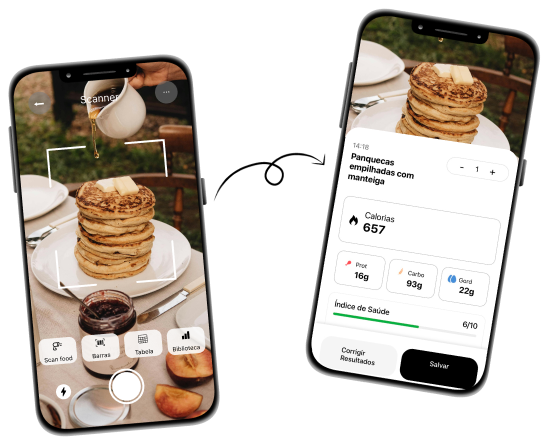 Scanner
Scan food
Barras
Tabela
Biblioteca
14:18
Panquecas
empilhadas com
manteiga
- 1 +
Calorias
657
Prot
16g
Carbo
93g
Gord
22g
Índice de Saúde
6/10
Corrigir
Resultados
Salvar